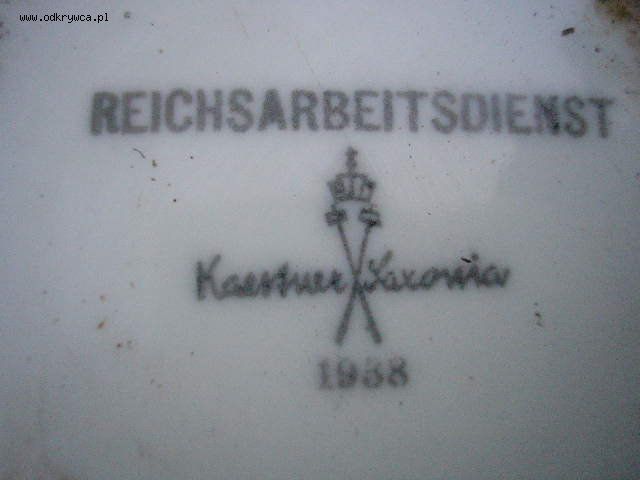 www.odkrywca.pl
REICHSARBEITSDIENST
Kaestner Saxonia
1938